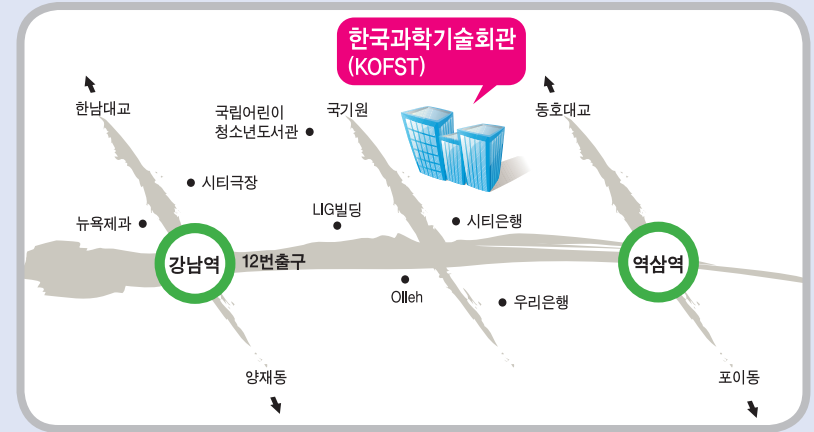 한국과학기술회관
(KOFST)
한남대교
국립어린이
청소년도서관
국기원
동호대교
시티극장
뉴욕제과
LIG빌딩
시티은행
강남역
12번출구
역삼역
Olleh
우리은행
양재동
포이동